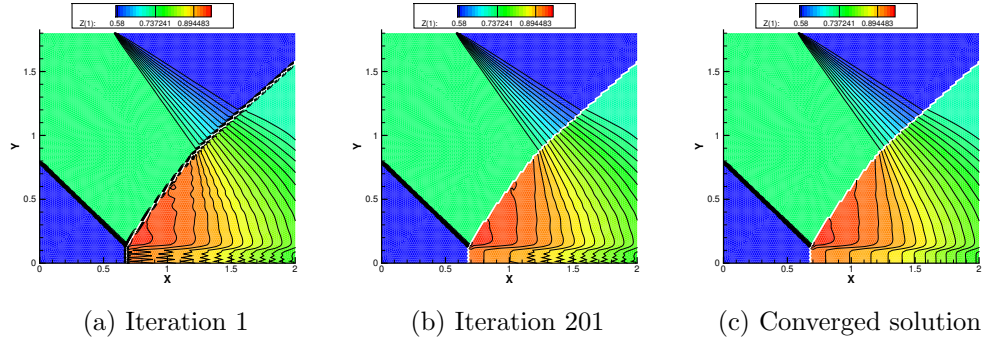 Z(1): 0.58 0.737241 0.894483
Z(1): 0.58 0.737241 0.894483
Z(1): 0.58 0.737241 0.894483
Y
1.5
1
0.5
0
0 0.5 1 1.5 2
X
Y
1.5
1
0.5
0
0 0.5 1 1.5 2
X
Y
1.5
1
0.5
0
0 0.5 1 1.5 2
X
(a) Iteration 1
(b) Iteration 201
(c) Converged solution